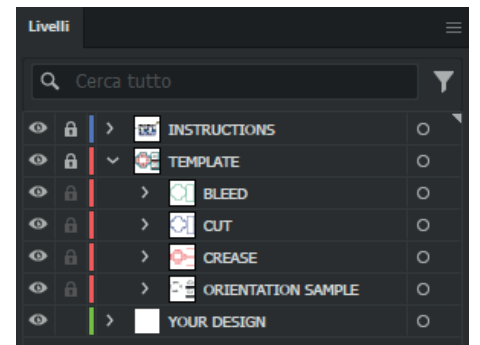 Livelli
Cerca tutto
INSTRUCTIONS
TEMPLATE
BLEED
CUT
CREASE
ORIENTATION SAMPLE
YOUR DESIGN